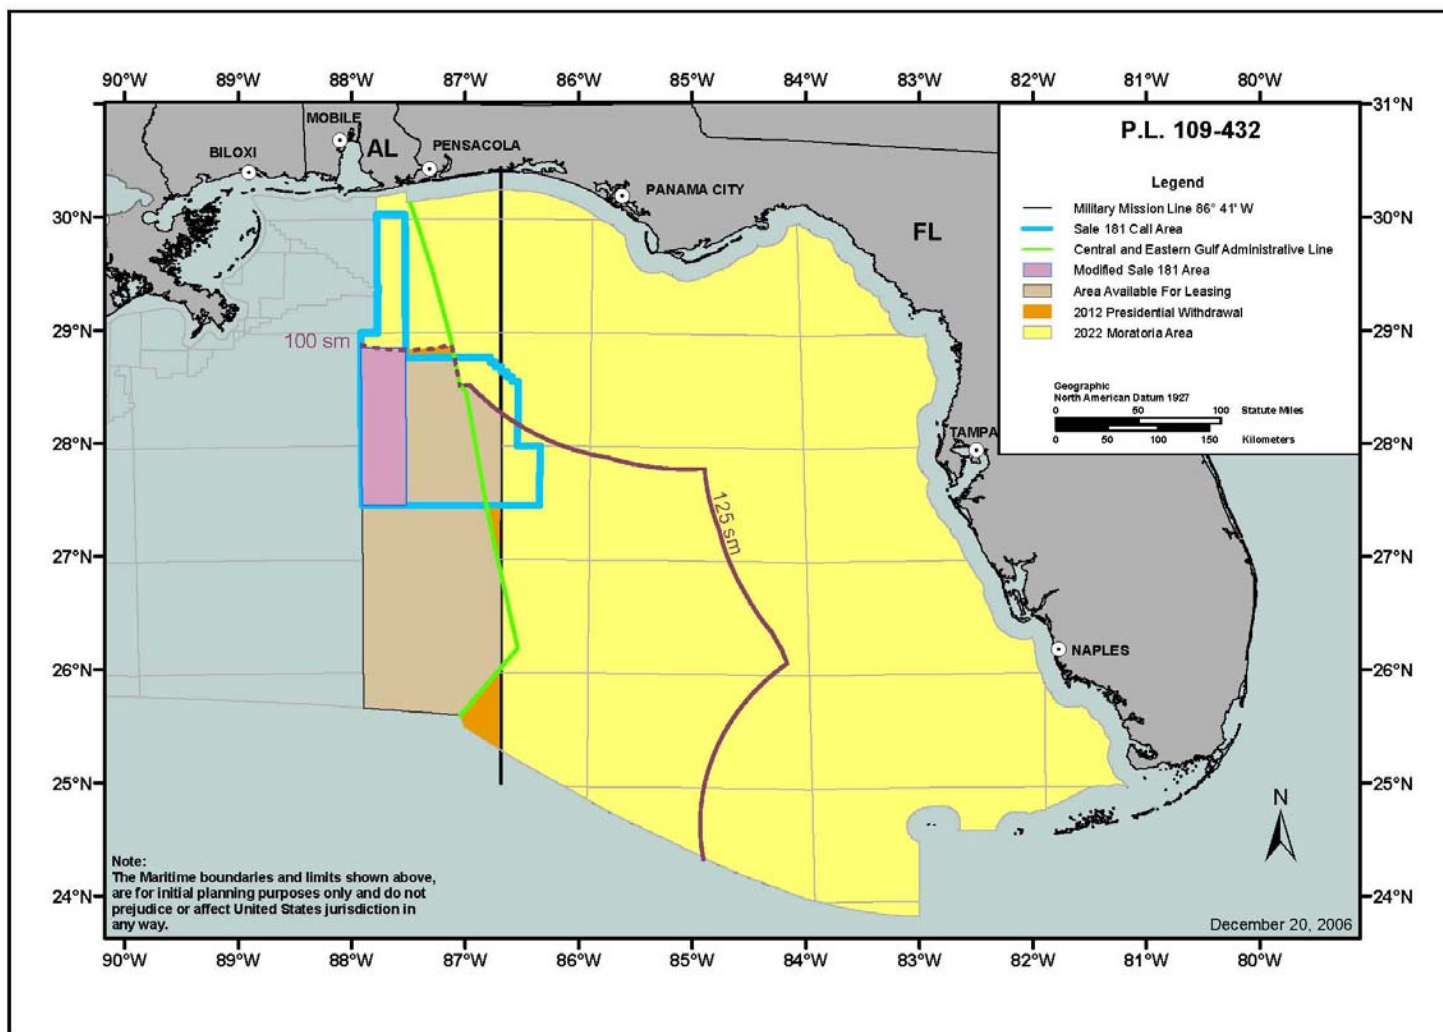 90°W 89°W 88°W 87°W 86°W 85°W 84°W 83°W 82°W 81°W 80°W
31°N
P.L. 109-432
Legend
Military Mission Line 86° 41' W
Sale 181 Call Area
Central and Eastern Gulf Administrative Line
Modified Sale 181 Area
Area Available For Leasing
2012 Presidential Withdrawal
2022 Moratoria Area
Geographic
North American Datum 1927
0 50 100 Statute Miles
0 50 100 150 Kilometers
MOBILE
AL
BILOXI
PENSACOLA
PANAMA CITY
FL
30°N 30°N
29°N 29°N
100 sm
28°N 28°N
TAMPA
125 sm
27°N 27°N
26°N 26°N
NAPLES
25°N 25°N
N
24°N 24°N
Note:
The Maritime boundaries and limits shown above,
are for initial planning purposes only and do not
prejudice or affect United States jurisdiction in
any way.
December 20, 2006
90°W 89°W 88°W 87°W 86°W 85°W 84°W 83°W 82°W 81°W 80°W